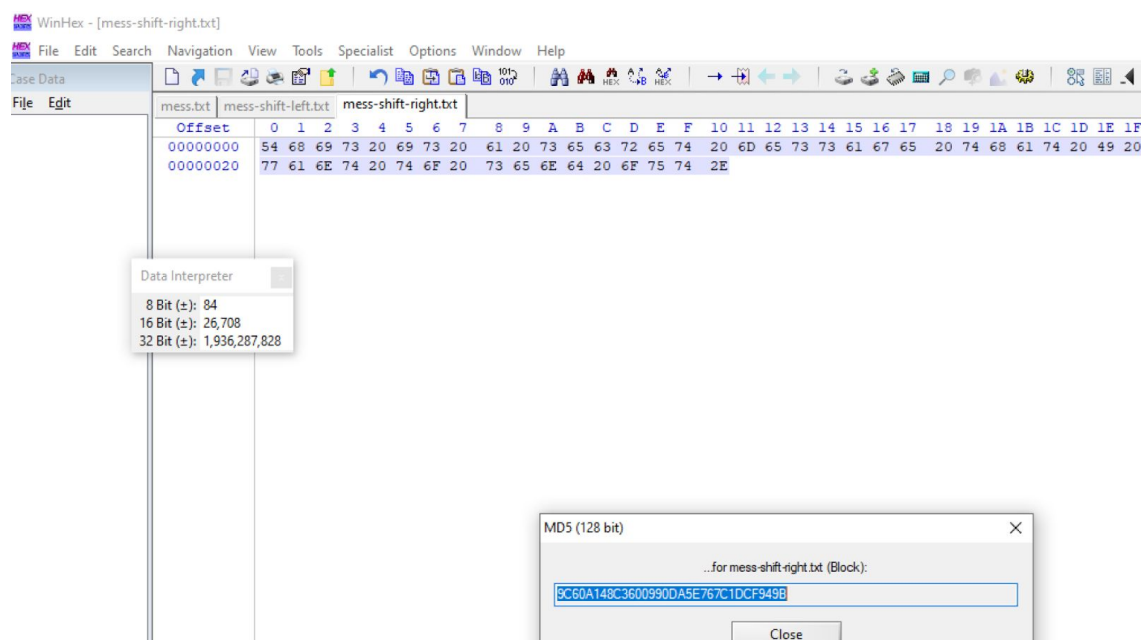 WinHex - [mess-shift-right.txt]
File Edit Search Navigation View Tools Specialist Options Window Help
Case Data
File Edit
mess.txt mess-shift-left.txt mess-shift-right.txt
Offset 0 1 2 3 4 5 6 7 8 9 A B C D E F 10 11 12 13 14 15 16 17 18 19 1A 1B 1C 1D 1E 1F
00000000 54 68 69 73 20 69 73 20 61 20 73 65 63 72 65 74 20 6D 65 73 73 61 67 65 20 74 68 61 74 20 49 20
00000020 77 61 6E 74 20 74 6F 20 73 65 6E 64 20 6F 75 74 2E
Data Interpreter
8 Bit (±): 84
16 Bit (±): 26,708
32 Bit (±): 1,936,287,828
MD5 (128 bit)
...for mess-shift-right.txt (Block):
9C60A148C3600990DA5E767C1DCF949B
Close